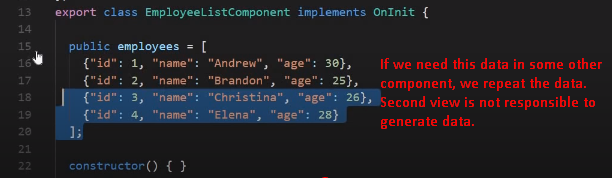 13 export class EmployeeListComponent implements OnInit {
14
15 public employees = [
16 {"id": 1, "name": "Andrew", "age": 30},
17 {"id": 2, "name": "Brandon", "age": 25},
18 {"id": 3, "name": "Christina", "age": 26},
19 {"id": 4, "name": "Elena", "age": 28}
20 ];
21
22 constructor() { }
If we need this data in some other
component, we repeat the data.
Second view is not responsible to
generate data.